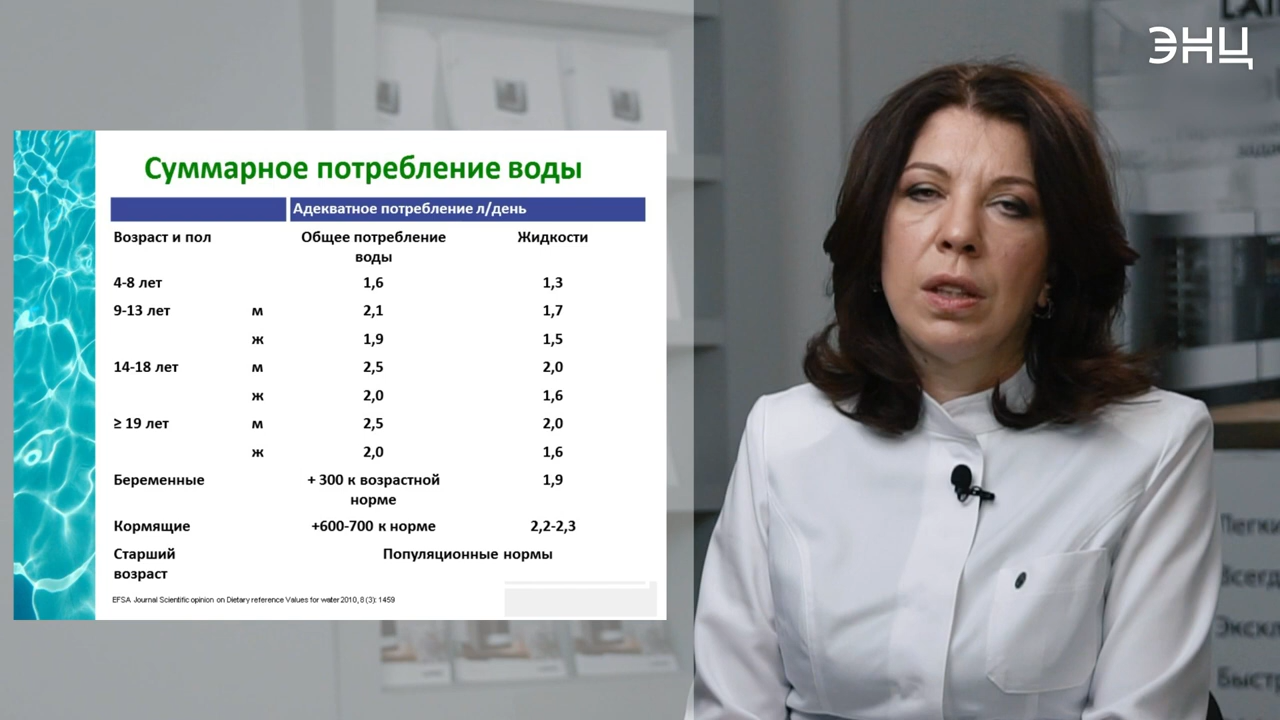 ЭНЦ
Суммарное потребление воды
Адекватное потребление л/день
Возраст и пол Общее потребление воды Жидкости
4-8 лет 1,6 1,3
9-13 лет м 2,1 1,7
ж 1,9 1,5
14-18 лет м 2,5 2,0
ж 2,0 1,6
≥ 19 лет м 2,5 2,0
ж 2,0 1,6
Беременные + 300 к возрастной норме 1,9
Кормящие +600-700 к норме 2,2-2,3
Старший возраст Популяционные нормы
EFSA Journal Scientific opinion on Dietary reference Values for water 2010, 8 (3): 1459
Легки
Всегд
Экскл
Быстр